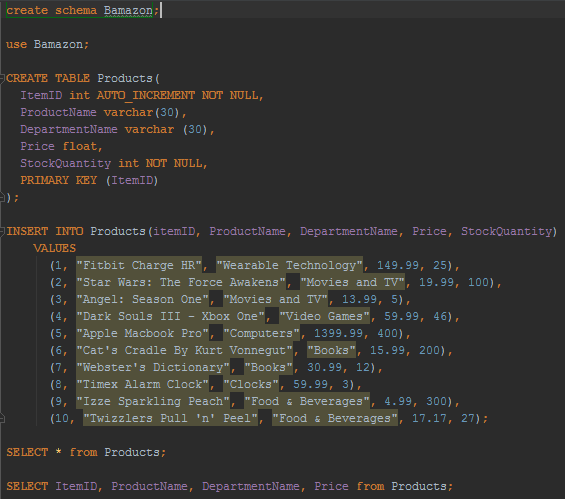 create schema Bamazon;
use Bamazon;
CREATE TABLE Products(
ItemID int AUTO_INCREMENT NOT NULL,
ProductName varchar(30),
DepartmentName varchar (30),
Price float,
StockQuantity int NOT NULL,
PRIMARY KEY (ItemID)
);
INSERT INTO Products(itemID, ProductName, DepartmentName, Price, StockQuantity)
VALUES
(1, "Fitbit Charge HR", "Wearable Technology", 149.99, 25),
(2, "Star Wars: The Force Awakens", "Movies and TV", 19.99, 100),
(3, "Angel: Season One", "Movies and TV", 13.99, 5),
(4, "Dark Souls III - Xbox One", "Video Games", 59.99, 46),
(5, "Apple Macbook Pro", "Computers", 1399.99, 400),
(6, "Cat's Cradle By Kurt Vonnegut", "Books", 15.99, 200),
(7, "Webster's Dictionary", "Books", 30.99, 12),
(8, "Timex Alarm Clock", "Clocks", 59.99, 3),
(9, "Izze Sparkling Peach", "Food & Beverages", 4.99, 300),
(10, "Twizzlers Pull 'n' Peel", "Food & Beverages", 17.17, 27);
SELECT * from Products;
SELECT ItemID, ProductName, DepartmentName, Price from Products;